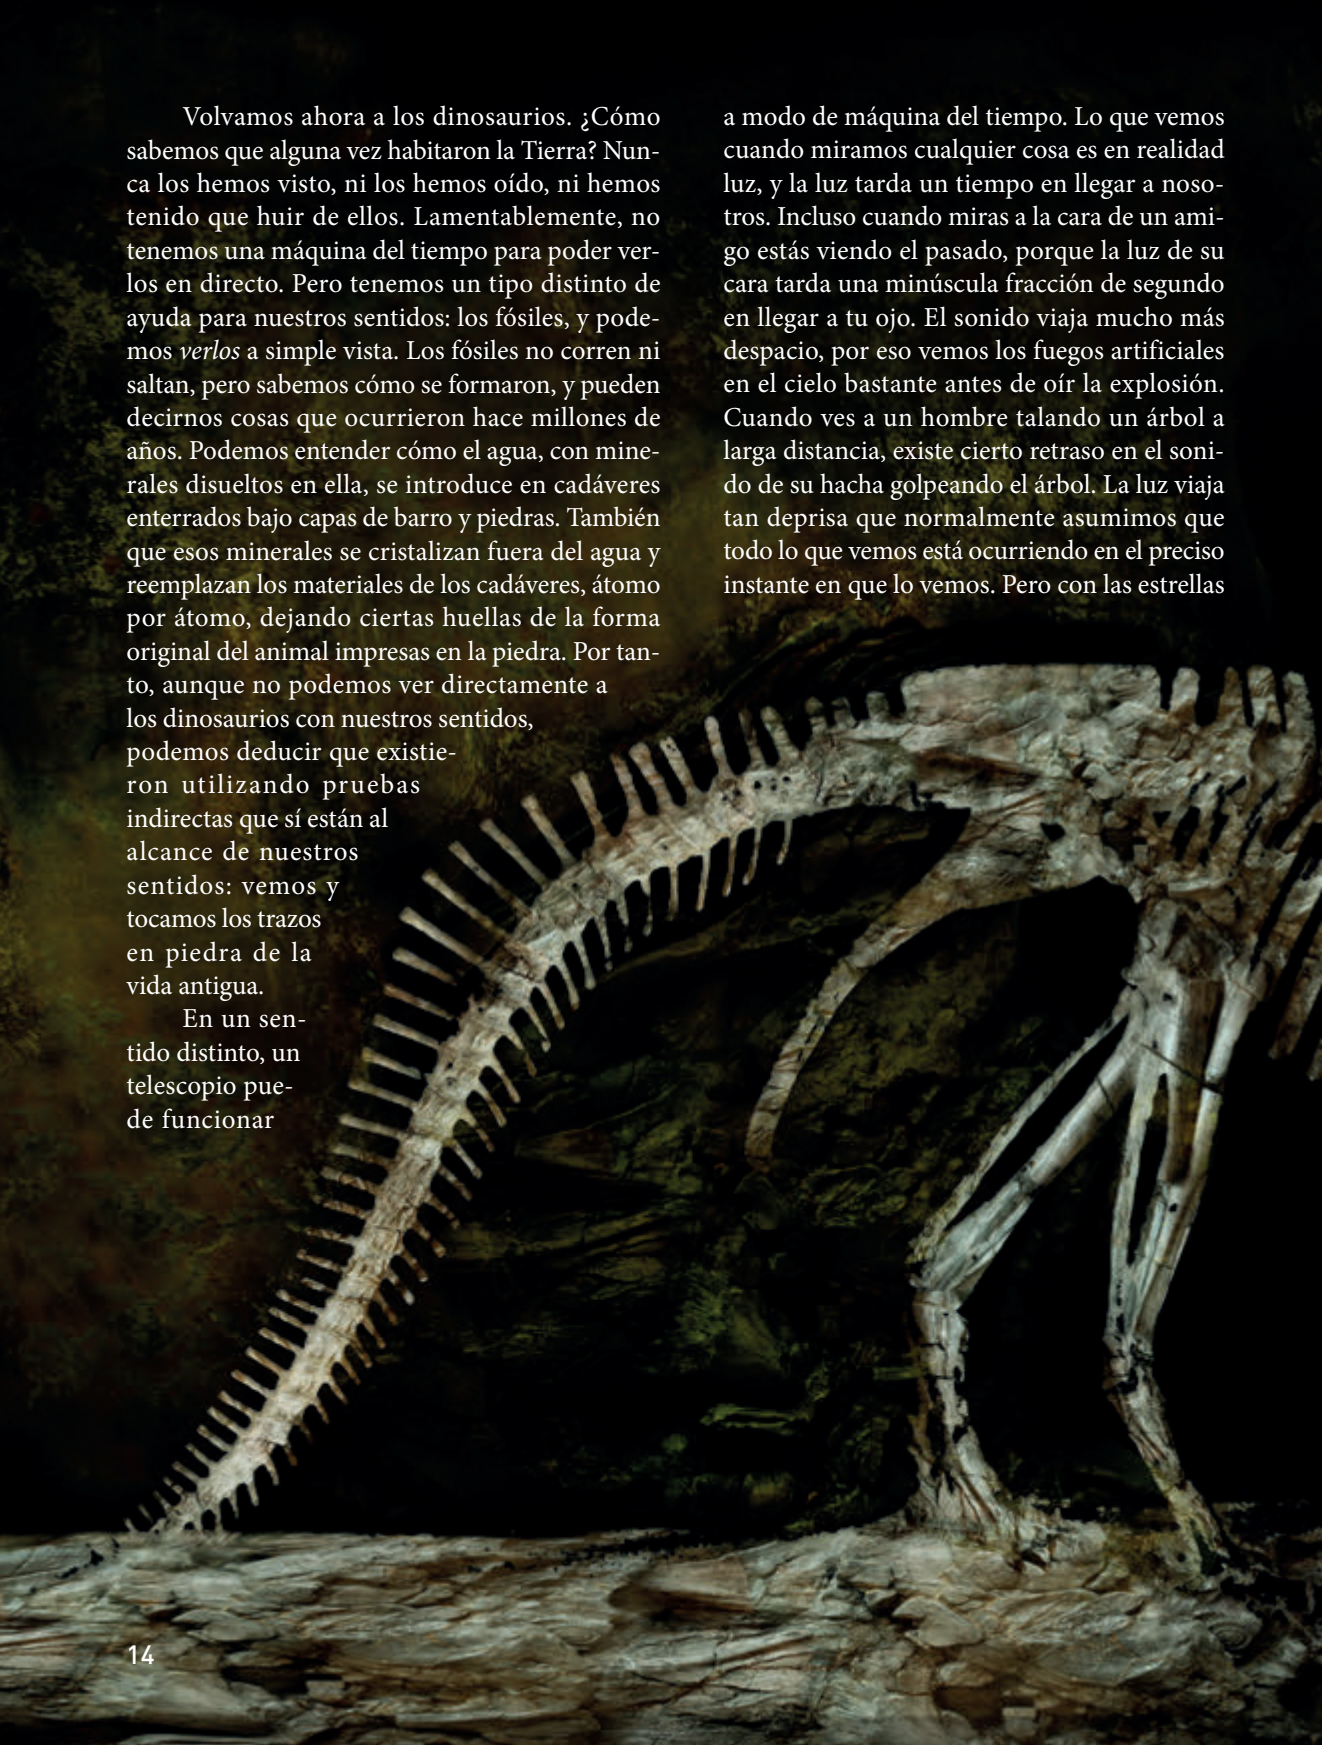 Volvamos ahora a los dinosaurios. ¿Cómo
sabemos que alguna vez habitaron la Tierra? Nun-
ca los hemos visto, ni los hemos oído, ni hemos
tenido que huir de ellos. Lamentablemente, no
tenemos una máquina del tiempo para poder ver-
los en directo. Pero tenemos un tipo distinto de
ayuda para nuestros sentidos: los fósiles, y pode-
mos verlos a simple vista. Los fósiles no corren ni
saltan, pero sabemos cómo se formaron, y pueden
decirnos cosas que ocurrieron hace millones de
años. Podemos entender cómo el agua, con mine-
rales disueltos en ella, se introduce en cadáveres
enterrados bajo capas de barro y piedras. También
que esos minerales se cristalizan fuera del agua y
reemplazan los materiales de los cadáveres, átomo
por átomo, dejando ciertas huellas de la forma
original del animal impresas en la piedra. Por tan-
to, aunque no podemos ver directamente a
los dinosaurios con nuestros sentidos,
podemos deducir que existie-
ron utilizando pruebas
indirectas que sí están al
alcance de nuestros
sentidos: vemos y
tocamos los trazos
en piedra de la
vida antigua.
En un sen-
tido distinto, un
telescopio pue-
de funcionar
a modo de máquina del tiempo. Lo que vemos
cuando miramos cualquier cosa es en realidad
luz, y la luz tarda un tiempo en llegar a noso-
tros. Incluso cuando miras a la cara de un ami-
go estás viendo el pasado, porque la luz de su
cara tarda una minúscula fracción de segundo
en llegar a tu ojo. El sonido viaja mucho más
despacio, por eso vemos los fuegos artificiales
en el cielo bastante antes de oír la explosión.
Cuando ves a un hombre talando un árbol a
larga distancia, existe cierto retraso en el soni-
do de su hacha golpeando el árbol. La luz viaja
tan deprisa que normalmente asumimos que
todo lo que vemos está ocurriendo en el preciso
instante en que lo vemos. Pero con las estrellas
14